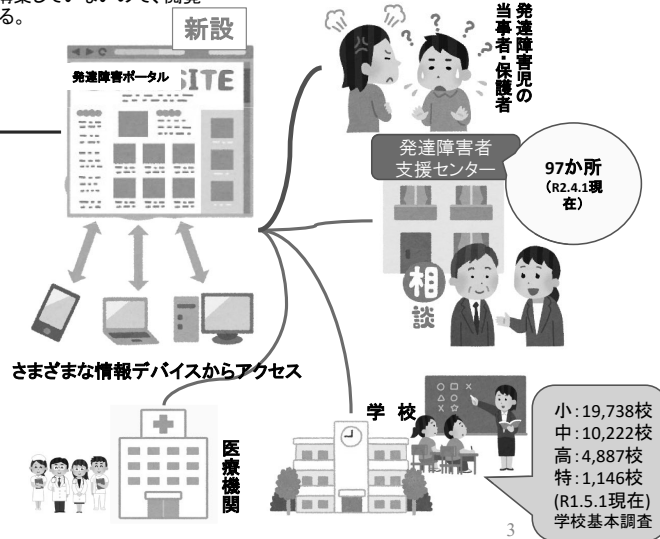 構築していないので、閲覧
る。
新設
発達障害ポータル
SITE
発達障害児の
当事者・保護者
発達障害者
支援センター
97か所
(R2.4.1現
在)
相
談
さまざまな情報デバイスからアクセス
医療機関
学 校
小:19,738校
中:10,222校
高:4,887校
特:1,146校
(R1.5.1現在)
学校基本調査
3